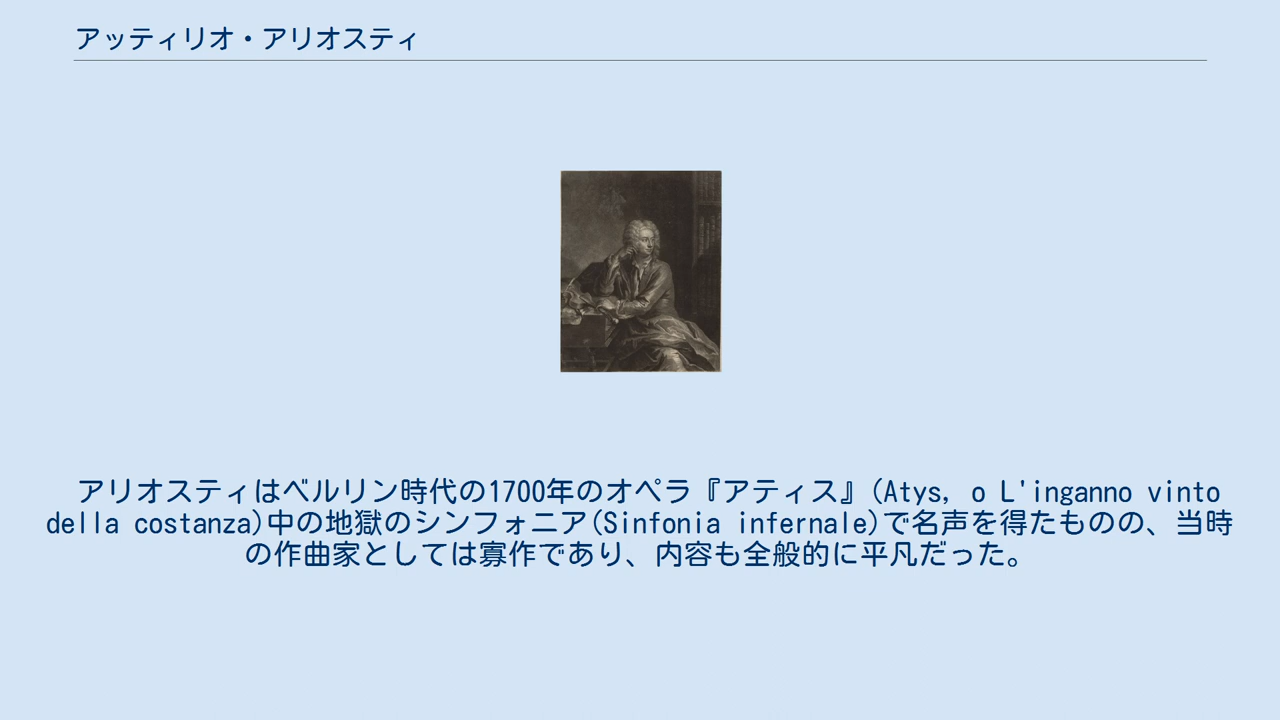 アッティリオ・アリオスティ
アリオスティはベルリン時代の1700年のオペラ『アティス』(Atys, o L'inganno vinto
della costanza)中の地獄のシンフォニア(Sinfonia infernale)で名声を得たものの、当時
の作曲家としては寡作であり、内容も全般的に平凡だった。